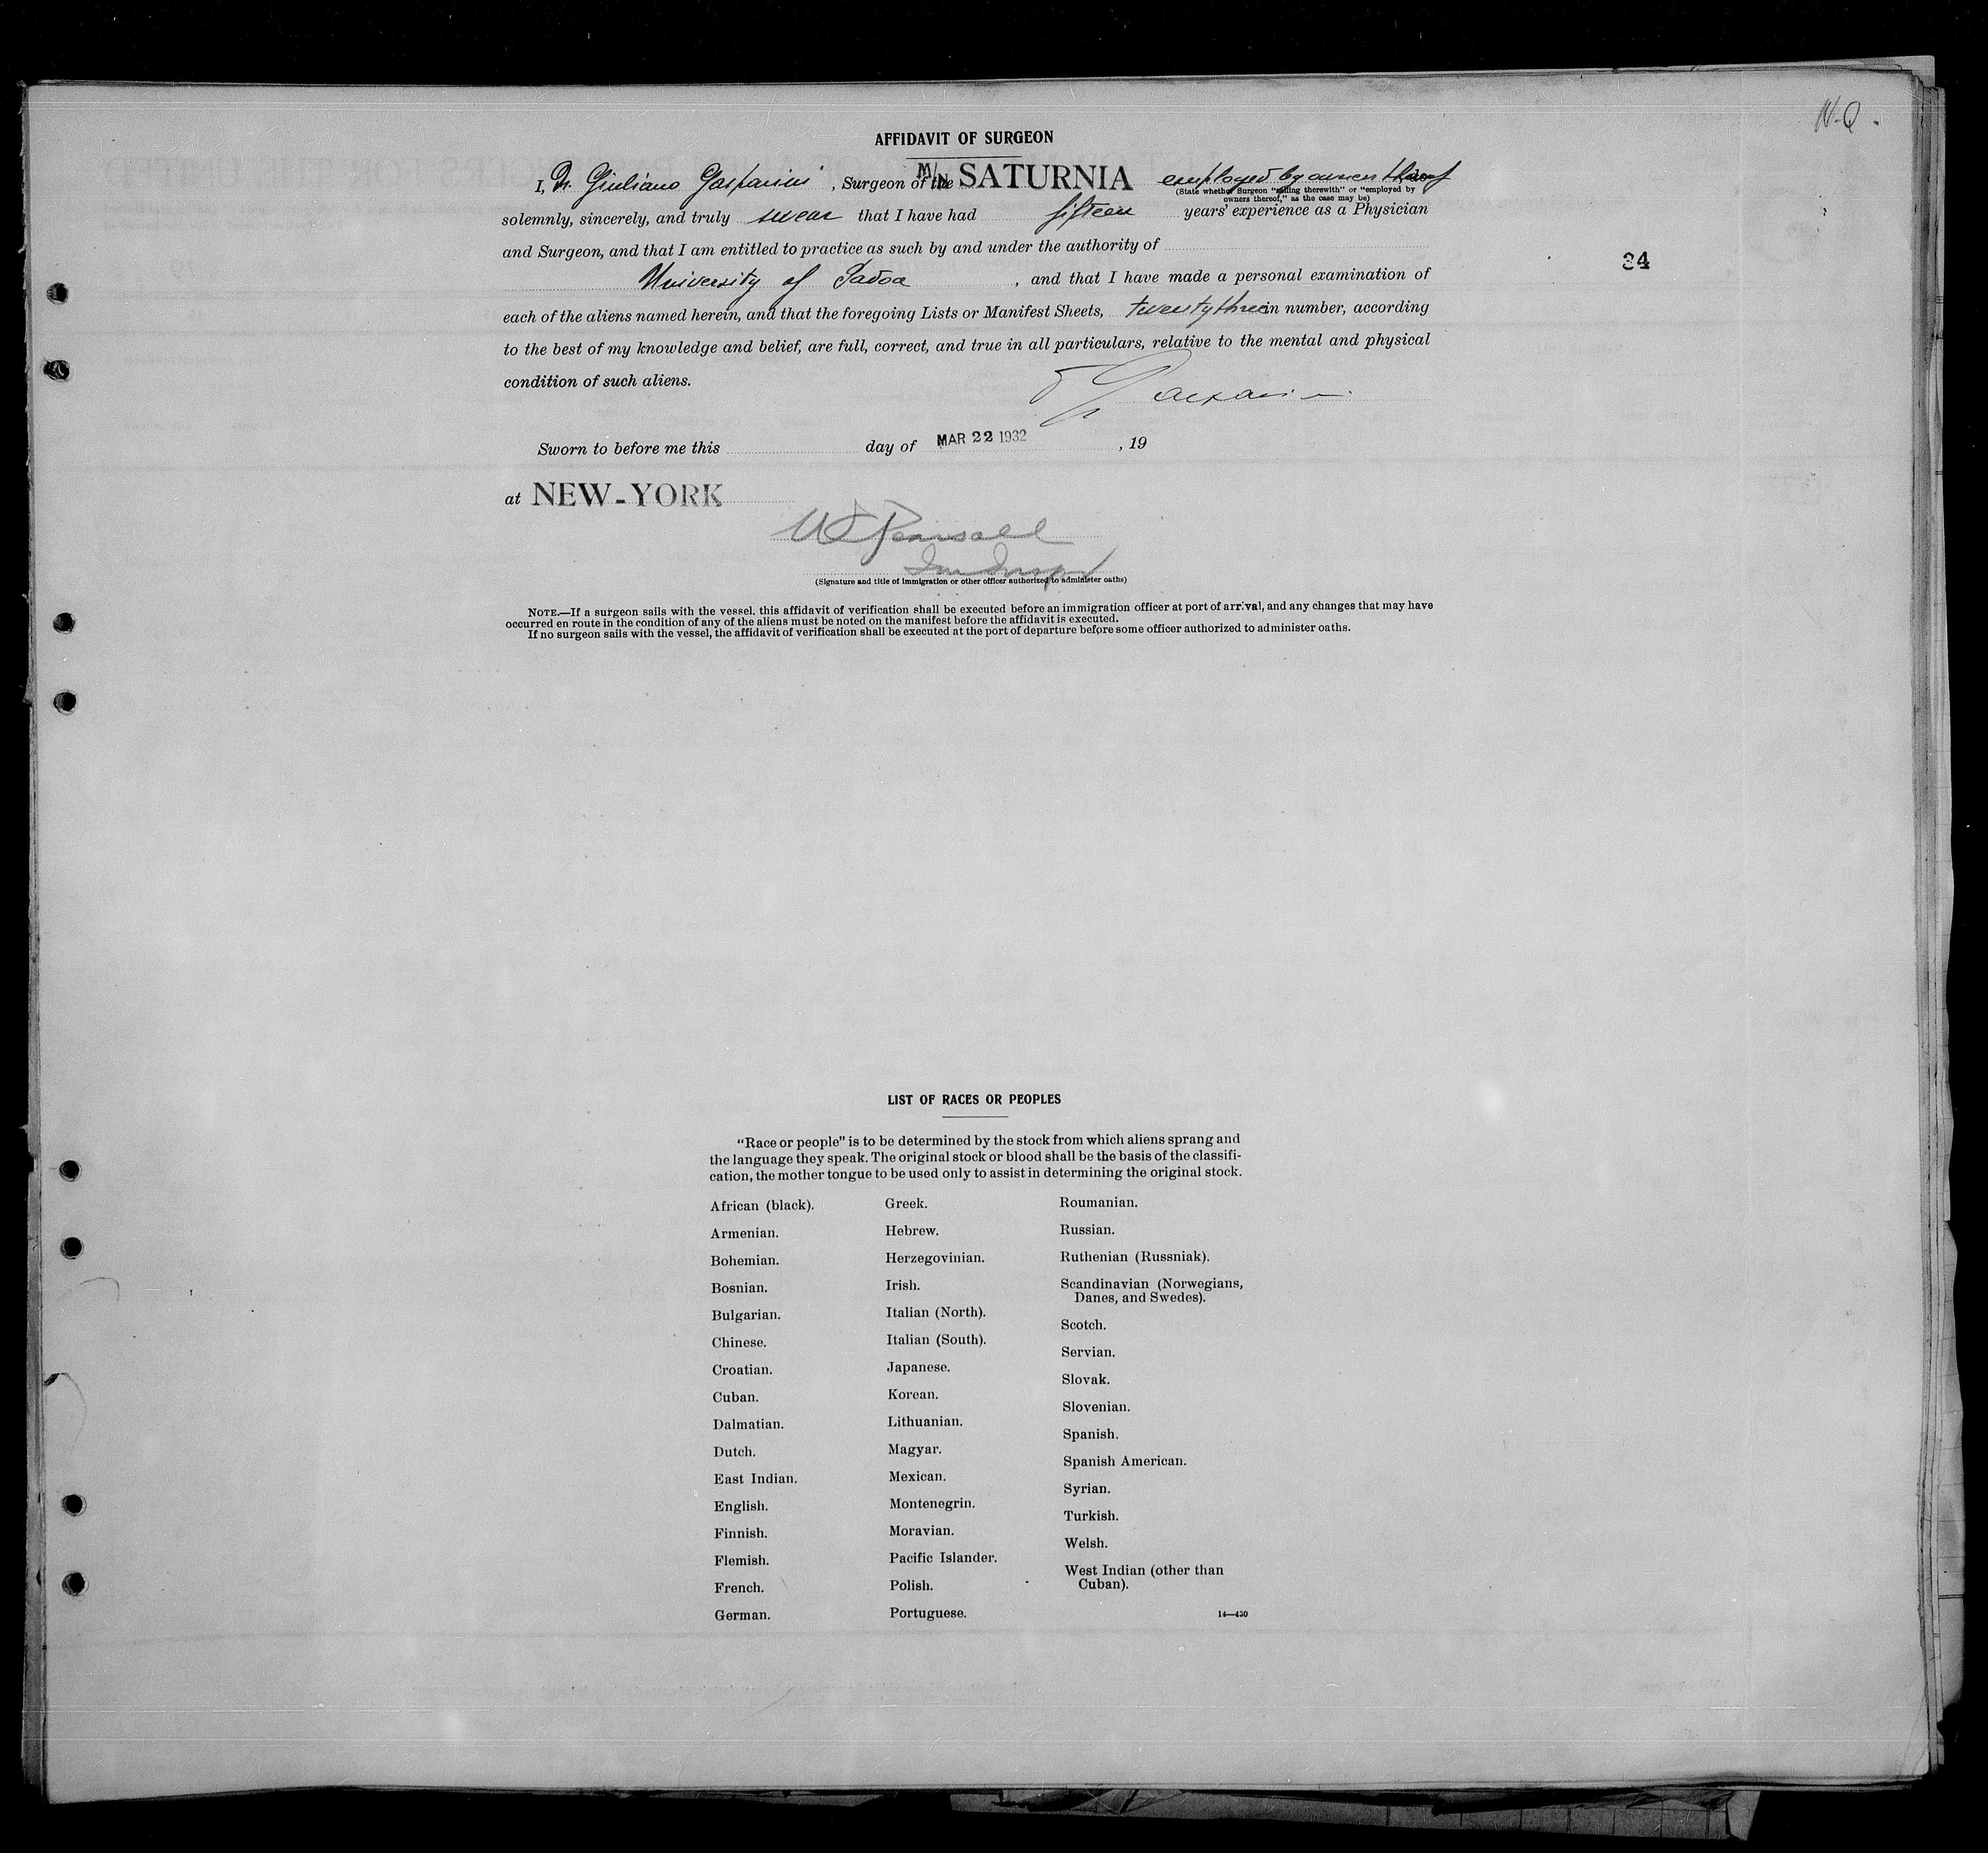 N.Q.
AFFIDAVIT OF SURGEON
I, Dr. Giuliano Gasparini, Surgeon of the M/N SATURNIA employed by owners thereof
(State whether Surgeon “sailing therewith” or “employed by
owners thereof,” as the case may be)
solemnly, sincerely, and truly swear that I have had fifteen years’ experience as a Physician
and Surgeon, and that I am entitled to practice as such by and under the authority of
34
University of Padoa, and that I have made a personal examination of
each of the aliens named herein, and that the foregoing Lists or Manifest Sheets, twentythree in number, according
to the best of my knowledge and belief, are full, correct, and true in all particulars, relative to the mental and physical
condition of such aliens.
Gasparini
Sworn to before me this day of MAR 22 1932, 19
at NEW-YORK
Pearsall
Imm Inspr
(Signature and title of immigration or other officer authorized to administer oaths)
NOTE.—If a surgeon sails with the vessel, this affidavit of verification shall be executed before an immigration officer at port of arrival, and any changes that may have
occurred en route in the condition of any of the aliens must be noted on the manifest before the affidavit is executed.
If no surgeon sails with the vessel, the affidavit of verification shall be executed at the port of departure before some officer authorized to administer oaths.
LIST OF RACES OR PEOPLES
“Race or people” is to be determined by the stock from which aliens sprang and
the language they speak. The original stock or blood shall be the basis of the classifi-
cation, the mother tongue to be used only to assist in determining the original stock.
African (black).
Armenian.
Bohemian.
Bosnian.
Bulgarian.
Chinese.
Croatian.
Cuban.
Dalmatian.
Dutch.
East Indian.
English.
Finnish.
Flemish.
French.
German.
Greek.
Hebrew.
Herzegovinian.
Irish.
Italian (North).
Italian (South).
Japanese.
Korean.
Lithuanian.
Magyar.
Mexican.
Montenegrin.
Moravian.
Pacific Islander.
Polish.
Portuguese.
Roumanian.
Russian.
Ruthenian (Russniak).
Scandinavian (Norwegians,
Danes, and Swedes).
Scotch.
Servian.
Slovak.
Slovenian.
Spanish.
Spanish American.
Syrian.
Turkish.
Welsh.
West Indian (other than
Cuban).
14—430